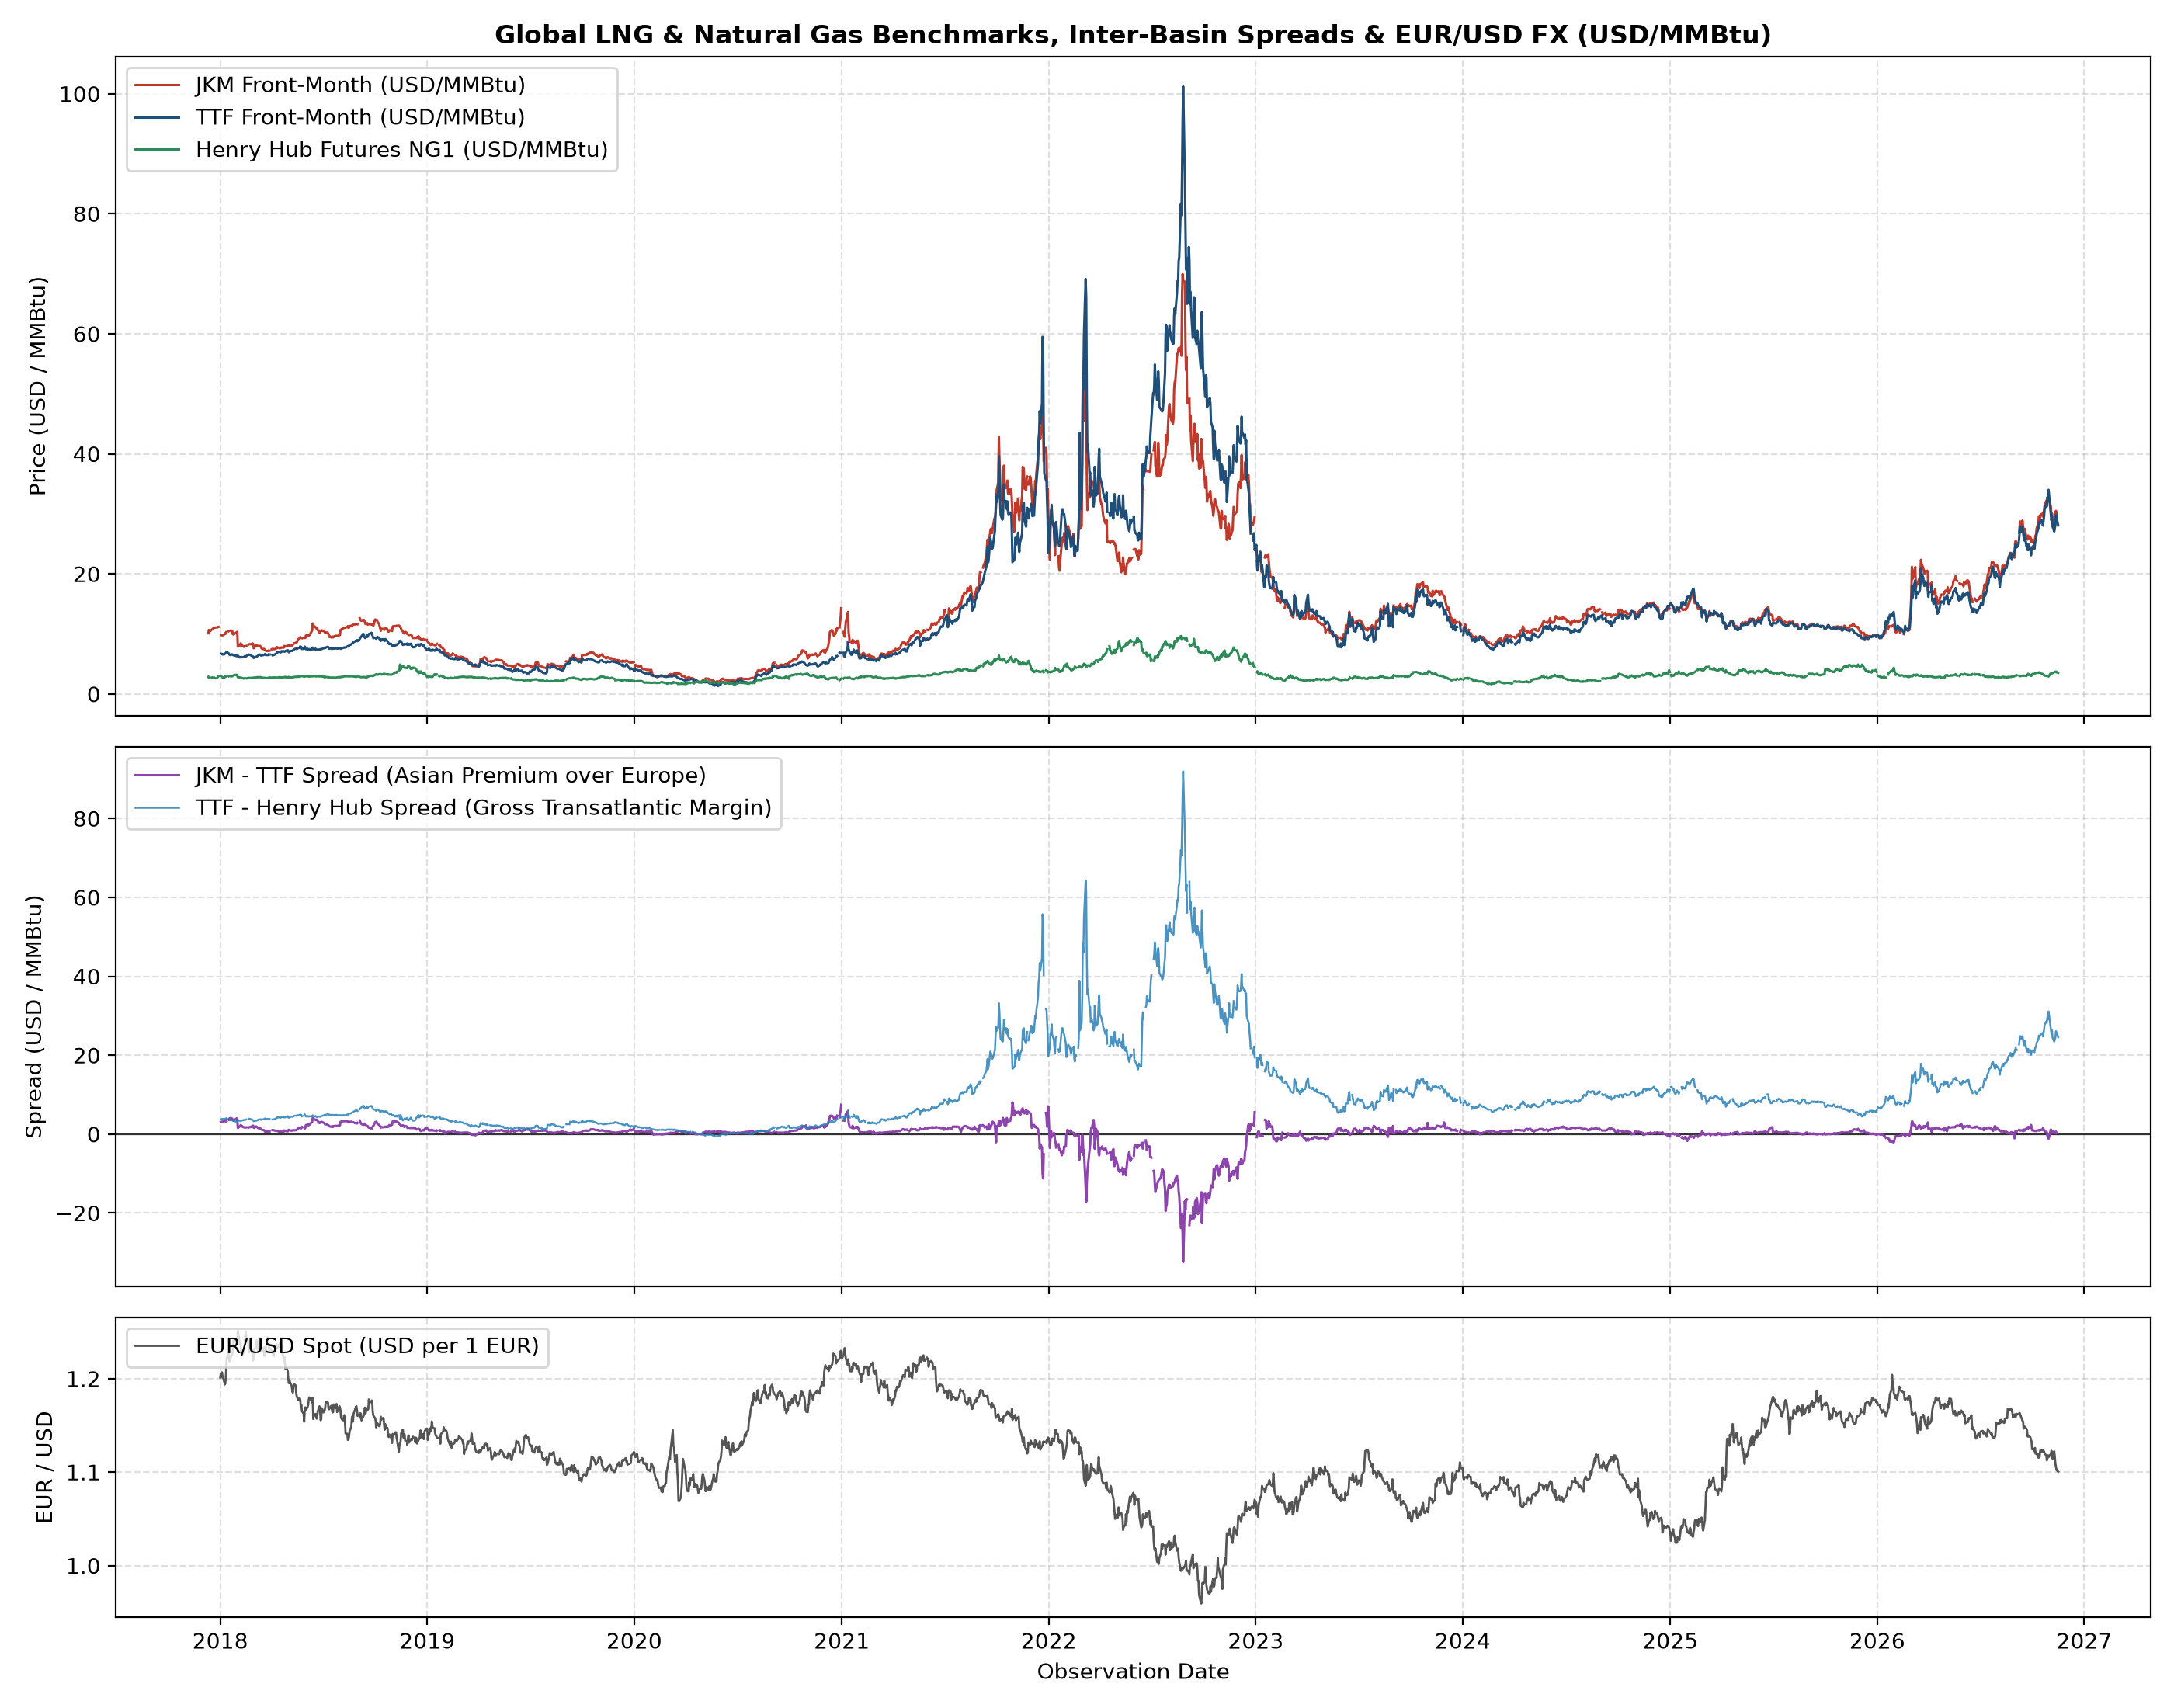 Global LNG & Natural Gas Benchmarks, Inter-Basin Spreads & EUR/USD FX (USD/MMBtu)
JKM Front-Month (USD/MMBtu)
TTF Front-Month (USD/MMBtu)
Henry Hub Futures NG1 (USD/MMBtu)
Price (USD / MMBtu)
100
80
60
40
20
0
JKM - TTF Spread (Asian Premium over Europe)
TTF - Henry Hub Spread (Gross Transatlantic Margin)
Spread (USD / MMBtu)
80
60
40
20
0
−20
EUR/USD Spot (USD per 1 EUR)
EUR / USD
1.2
1.1
1.0
2018 2019 2020 2021 2022 2023 2024 2025 2026 2027
Observation Date